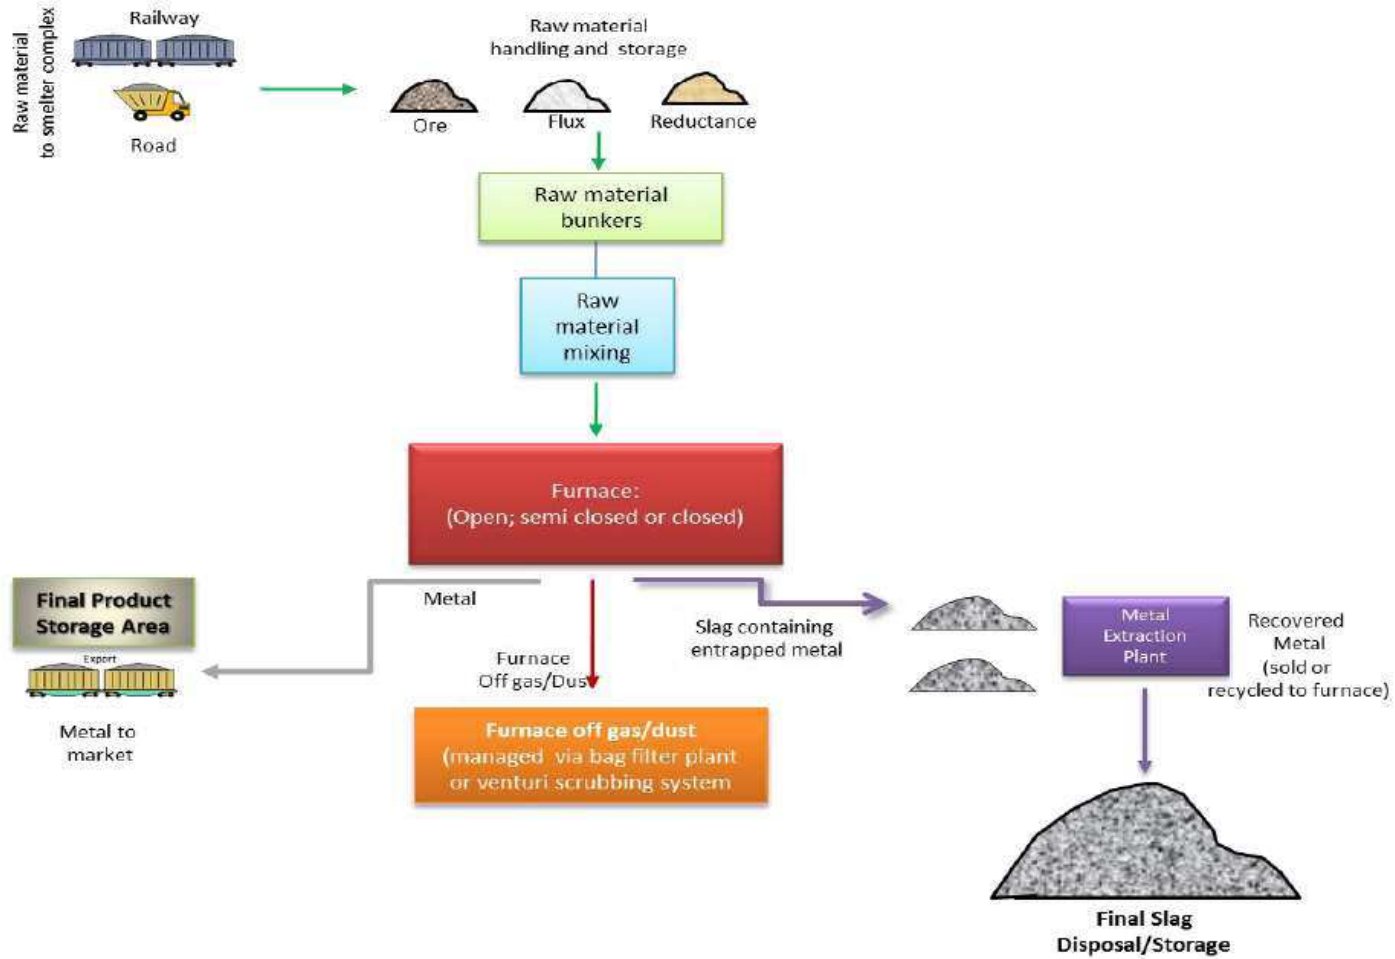 Raw material
to smelter complex
Railway
Road
Raw material
handling and storage
Ore
Flux
Reductance
Raw material
bunkers
Raw
material
mixing
Furnace:
(Open; semi closed or closed)
Metal
Final Product
Storage Area
Export
Metal to
market
Furnace
Off gas/Dus
Furnace off gas/dust
(managed via bag filter plant
or venturi scrubbing system
Slag containing
entrapped metal
Metal
Extraction
Plant
Recovered
Metal
(sold or
recycled to furnace)
Final Slag
Disposal/Storage